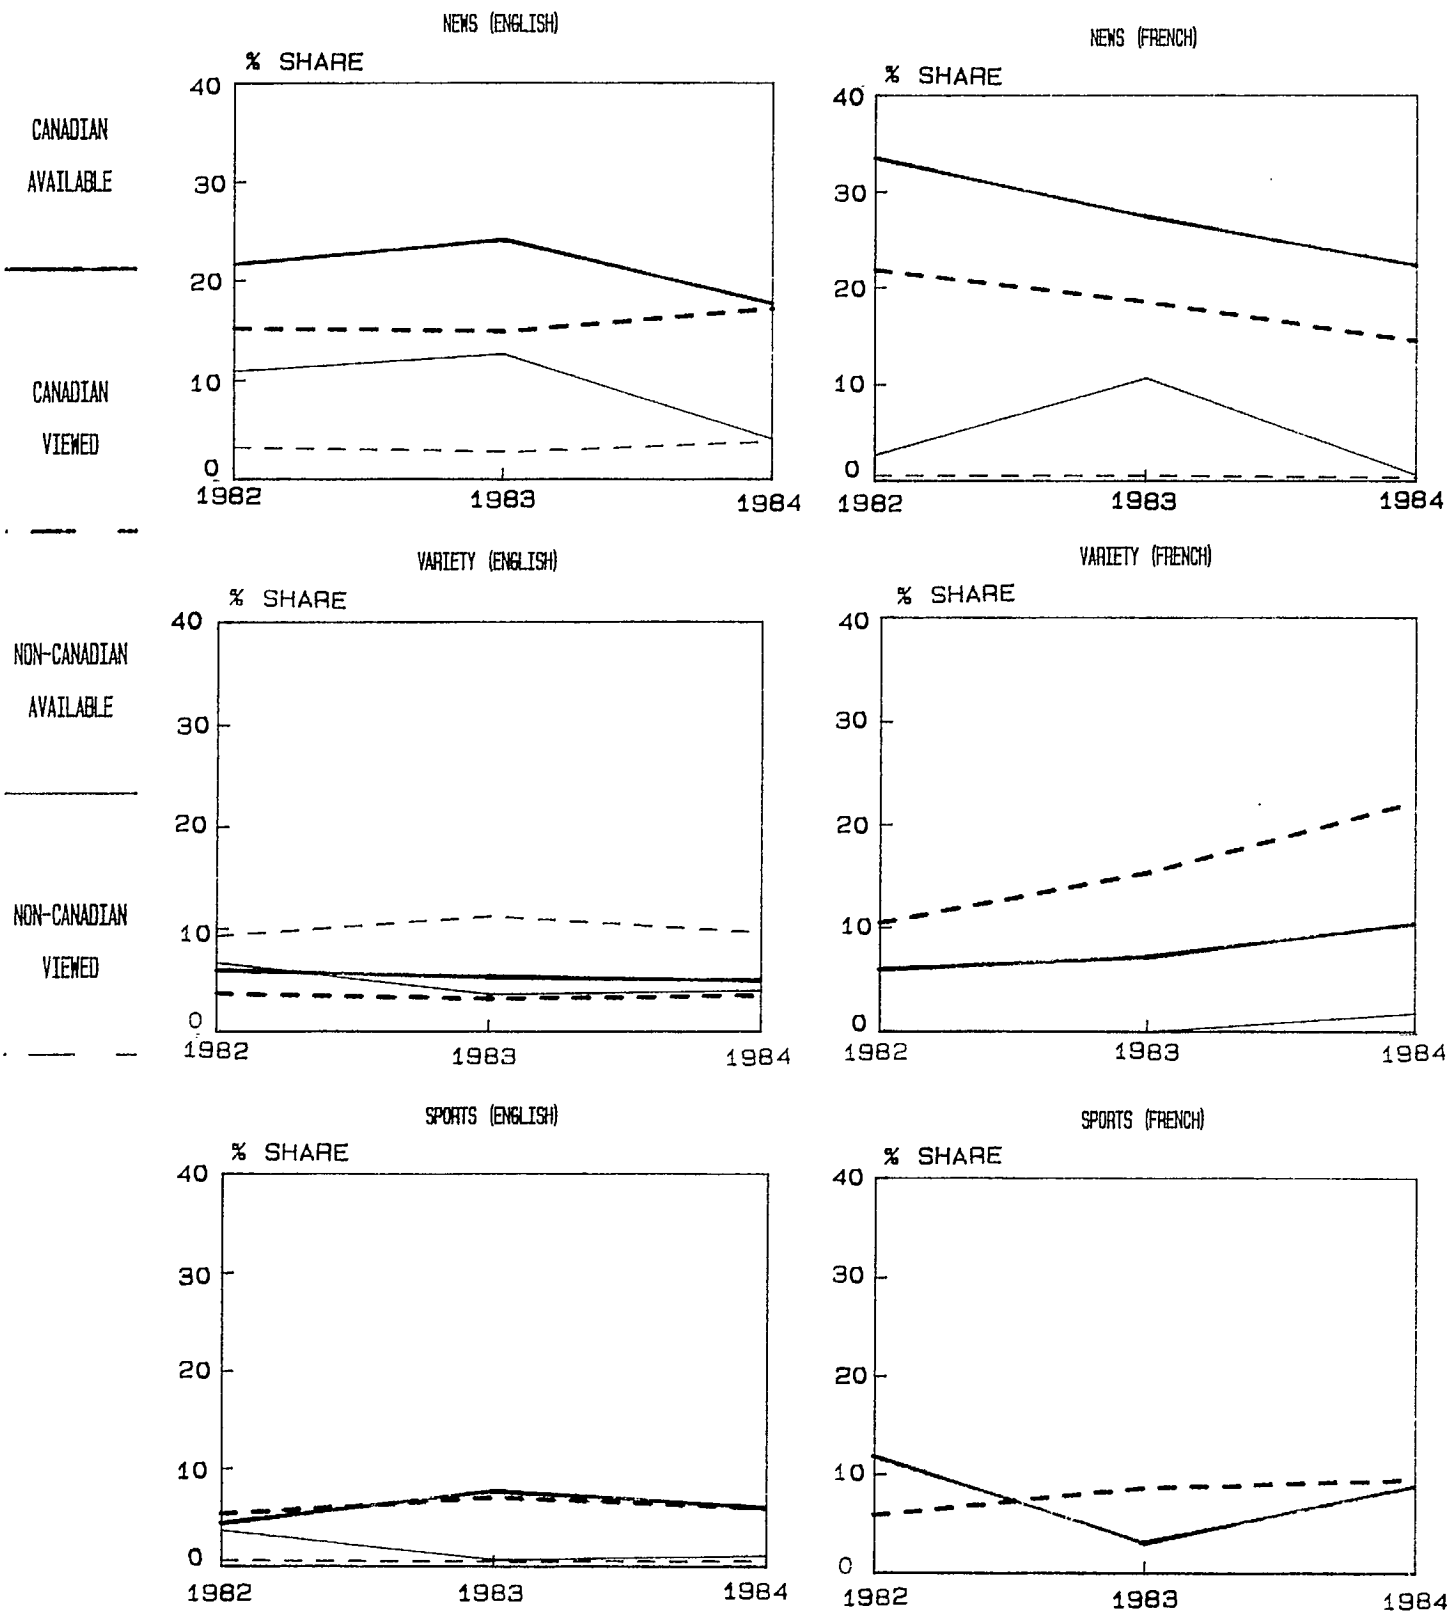 CANADIAN
AVAILABLE
CANADIAN
VIEWED
NON-CANADIAN
AVAILABLE
NON-CANADIAN
VIEWED
NEWS (ENGLISH)
% SHARE
40
30
20
10
0
1982
1983
1984
NEWS (FRENCH)
% SHARE
40
30
20
10
0
1982
1983
1984
VARIETY (ENGLISH)
% SHARE
40
30
20
10
0
1982
1983
1984
VARIETY (FRENCH)
% SHARE
40
30
20
10
0
1982
1983
1984
SPORTS (ENGLISH)
% SHARE
40
30
20
10
0
1982
1983
1984
SPORTS (FRENCH)
% SHARE
40
30
20
10
0
1982
1983
1984